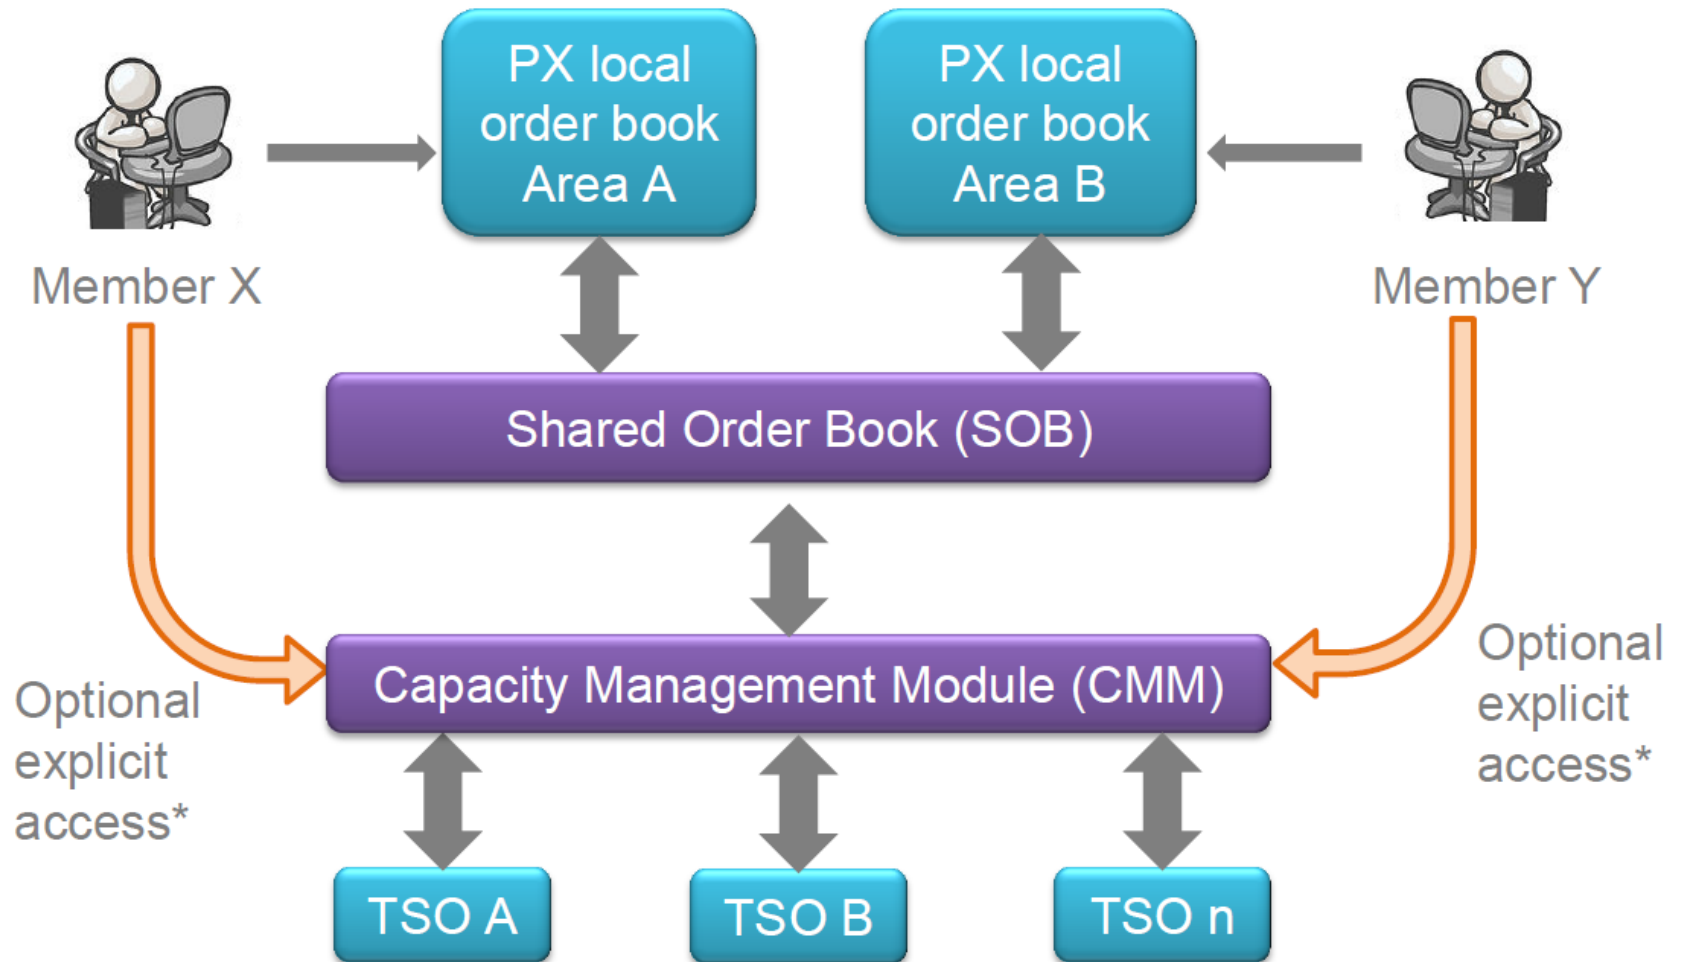 PX local
order book
Area A
PX local
order book
Area B
Member X
Member Y
Shared Order Book (SOB)
Capacity Management Module (CMM)
Optional
explicit
access*
Optional
explicit
access*
TSO A
TSO B
TSO n